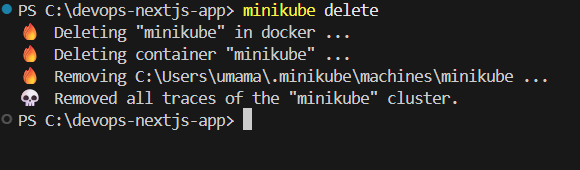 PS C:\devops-nextjs-app> minikube delete
🔥 Deleting "minikube" in docker ...
🔥 Deleting container "minikube" ...
🔥 Removing C:\Users\umama\.minikube\machines\minikube ...
💀 Removed all traces of the "minikube" cluster.
PS C:\devops-nextjs-app>